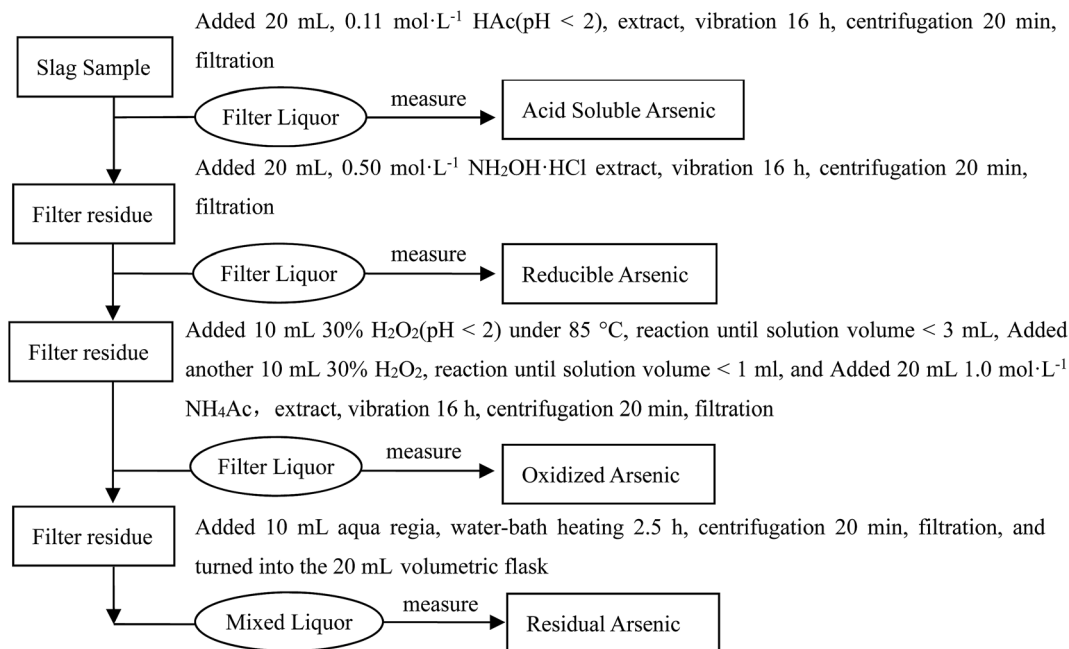 Added 20 mL, 0.11 mol·L⁻¹ HAc(pH < 2), extract, vibration 16 h, centrifugation 20 min,
filtration
Slag Sample
Filter Liquor
measure
Acid Soluble Arsenic
Added 20 mL, 0.50 mol·L⁻¹ NH₂OH·HCl extract, vibration 16 h, centrifugation 20 min,
filtration
Filter residue
Filter Liquor
measure
Reducible Arsenic
Filter residue
Added 10 mL 30% H₂O₂(pH < 2) under 85 °C, reaction until solution volume < 3 mL, Added
another 10 mL 30% H₂O₂, reaction until solution volume < 1 ml, and Added 20 mL 1.0 mol·L⁻¹
NH₄Ac，extract, vibration 16 h, centrifugation 20 min, filtration
Filter Liquor
measure
Oxidized Arsenic
Filter residue
Added 10 mL aqua regia, water-bath heating 2.5 h, centrifugation 20 min, filtration, and
turned into the 20 mL volumetric flask
Mixed Liquor
measure
Residual Arsenic